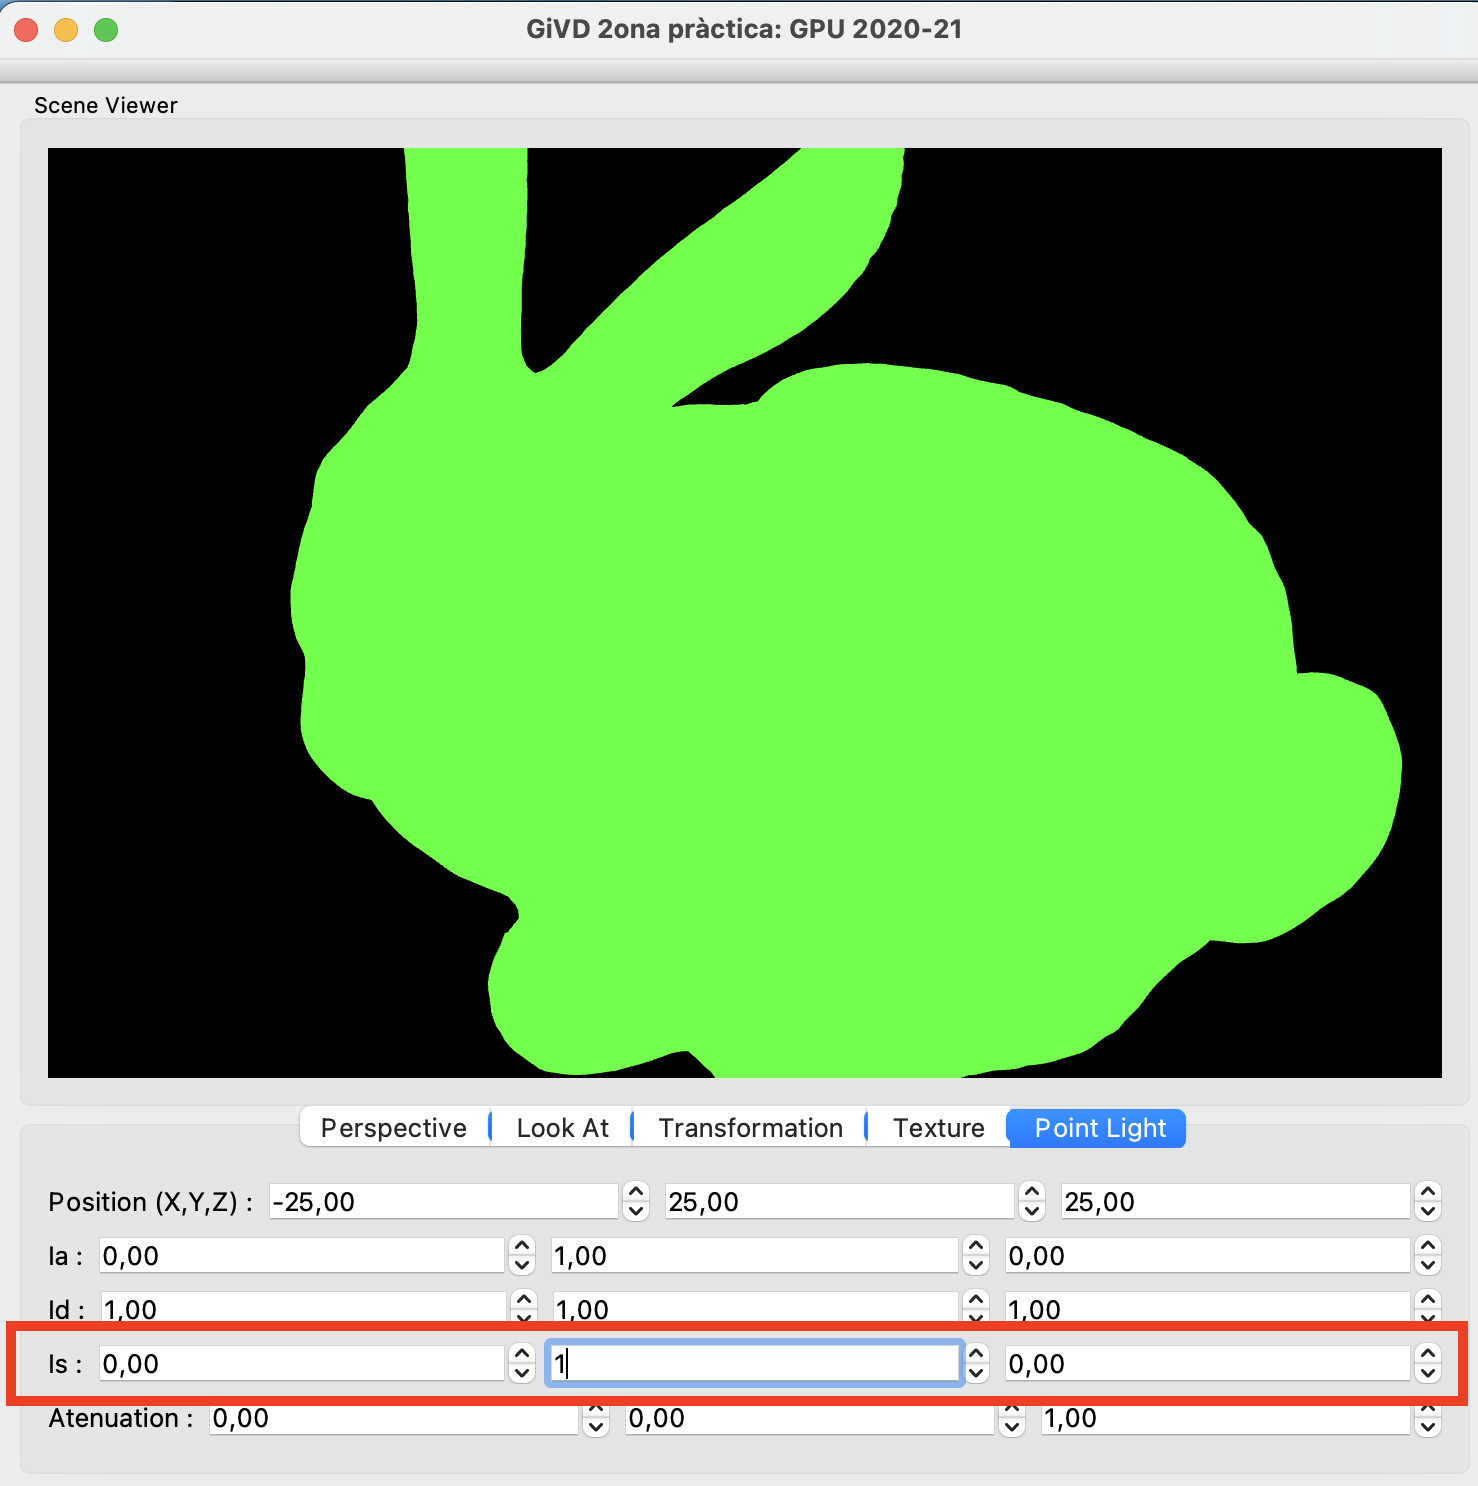 GiVD 2ona pràctica: GPU 2020-21
Scene Viewer
Perspective Look At Transformation Texture Point Light
Position (X,Y,Z) : -25,00 25,00 25,00
Ia : 0,00 1,00 0,00
Id : 1,00 1,00 1,00
Is : 0,00 1 0,00
Atenuation : 0,00 0,00 1,00